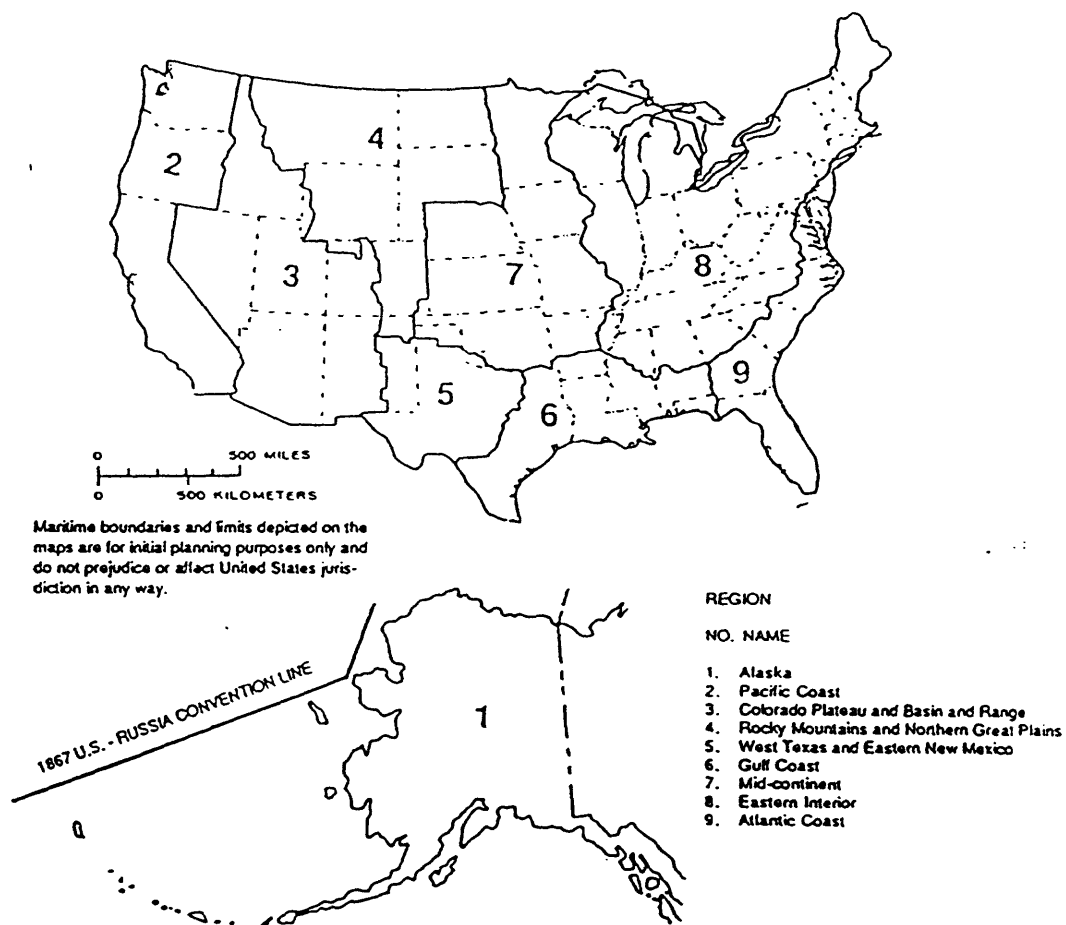 4
2
3
7
8
5
6
9
0 500 MILES
0 500 KILOMETERS
Maritime boundaries and limits depicted on the
maps are for initial planning purposes only and
do not prejudice or affect United States juris-
diction in any way.
1867 U.S. - RUSSIA CONVENTION LINE
1
REGION
NO. NAME
1. Alaska
2. Pacific Coast
3. Colorado Plateau and Basin and Range
4. Rocky Mountains and Northern Great Plains
5. West Texas and Eastern New Mexico
6. Gulf Coast
7. Mid-continent
8. Eastern Interior
9. Atlantic Coast